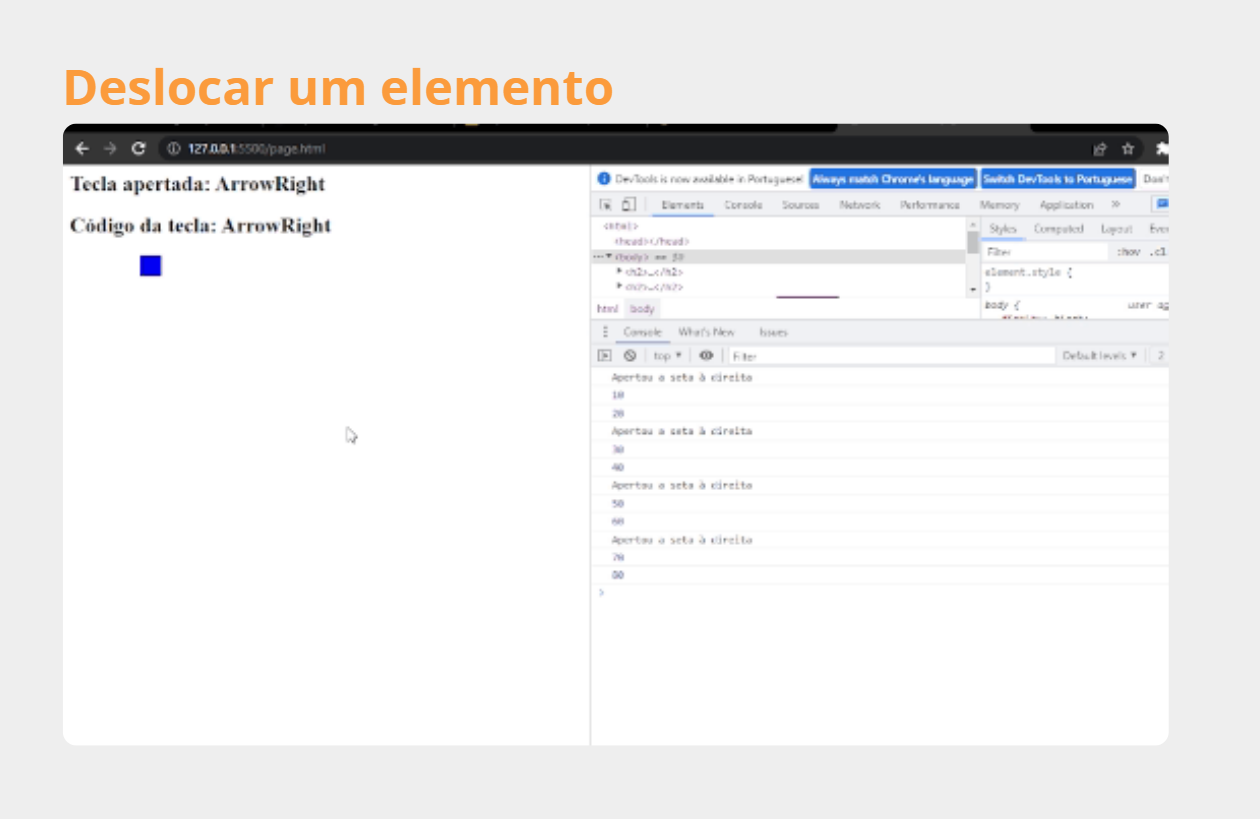 Deslocar um elemento
127.0.0.1:5500/page.html
Tecla apertada: ArrowRight
Código da tecla: ArrowRight
DevTools is now available in Portuguese! Always match Chrome's language Switch DevTools to Portuguese Don't
Elements Console Sources Network Performance Memory Application »
<html>
<head></head>
<body> == $0
<h2>…</h2>
<h2>…</h2>
html body
Styles Computed Layout
Filter :hov .cl
element.style {
}
body {
Console What's New Issues
top Filter Default levels 2
Apertou a seta à direita
10
20
Apertou a seta à direita
30
40
Apertou a seta à direita
50
60
Apertou a seta à direita
70
80